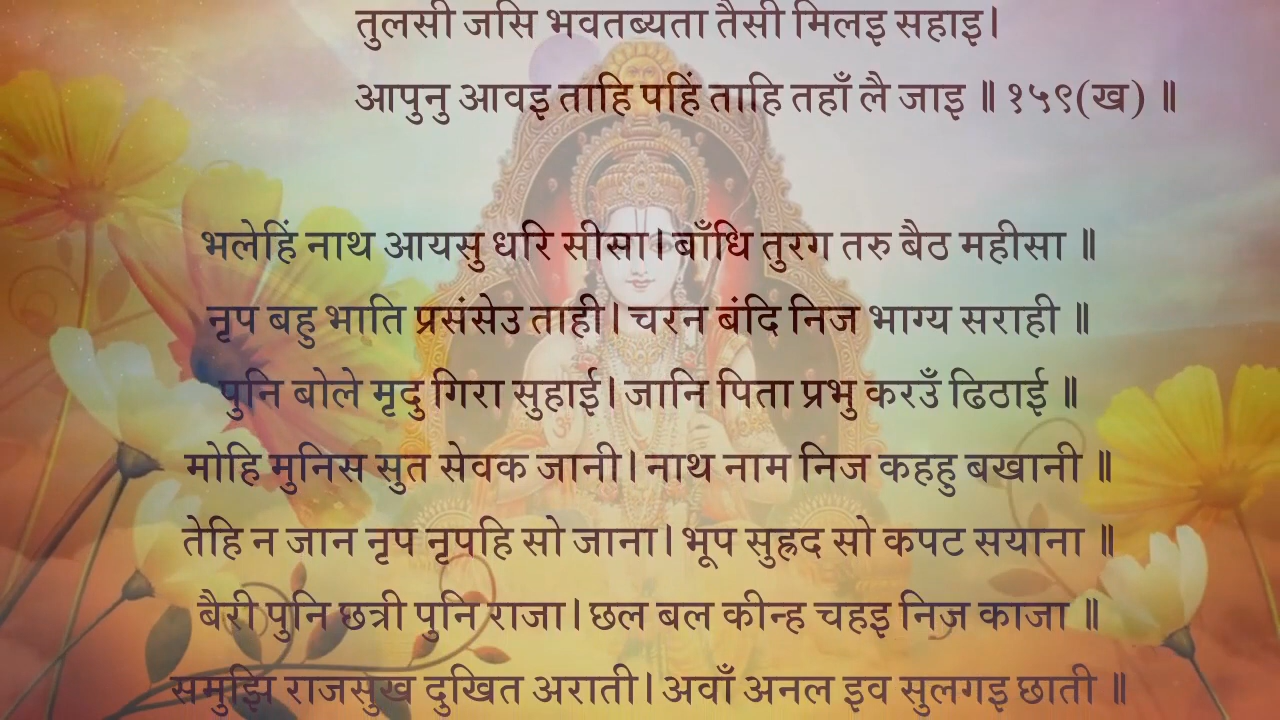 तुलसी जसि भवतब्यता तैसी मिलइ सहाइ।
आपुनु आवइ ताहि पहिं ताहि तहाँ लै जाइ ॥ १५९(ख) ॥
भलेहिं नाथ आयसु धरि सीसा। बाँधि तुरग तरु बैठ महीसा ॥
नृप बहु भाति प्रसंसेउ ताही। चरन बंदि निज भाग्य सराही ॥
पुनि बोले मृदु गिरा सुहाई। जानि पिता प्रभु करउँ ढिठाई ॥
मोहि मुनिस सुत सेवक जानी। नाथ नाम निज कहहु बखानी ॥
तेहि न जान नृप नृपहि सो जाना। भूप सुह्रद सो कपट सयाना ॥
बैरी पुनि छत्री पुनि राजा। छल बल कीन्ह चहइ निज काजा ॥
समुझि राजसुख दुखित अराती। अवाँ अनल इव सुलगइ छाती ॥